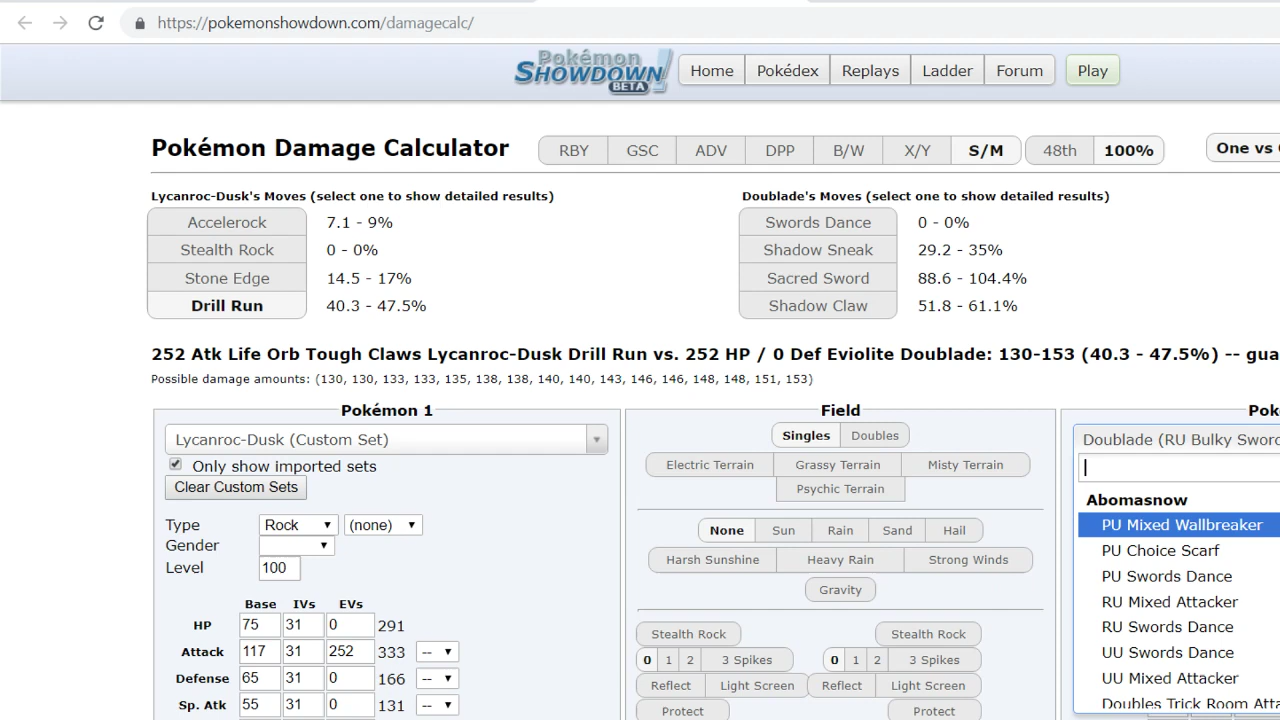 https://pokemonshowdown.com/damagecalc/
Pokémon SHOWDOWN! BETA
Home Pokédex Replays Ladder Forum Play
Pokémon Damage Calculator RBY GSC ADV DPP B/W X/Y S/M 48th 100% One vs
Lycanroc-Dusk's Moves (select one to show detailed results) Doublade's Moves (select one to show detailed results)
Accelerock 7.1 - 9% Swords Dance 0 - 0%
Stealth Rock 0 - 0% Shadow Sneak 29.2 - 35%
Stone Edge 14.5 - 17% Sacred Sword 88.6 - 104.4%
Drill Run 40.3 - 47.5% Shadow Claw 51.8 - 61.1%
252 Atk Life Orb Tough Claws Lycanroc-Dusk Drill Run vs. 252 HP / 0 Def Eviolite Doublade: 130-153 (40.3 - 47.5%) -- gua
Possible damage amounts: (130, 130, 133, 133, 135, 138, 138, 140, 140, 143, 146, 146, 148, 148, 151, 153)
Pokémon 1
Lycanroc-Dusk (Custom Set)
Only show imported sets
Clear Custom Sets
Type Rock (none)
Gender
Level 100
Base IVs EVs
HP 75 31 0 291
Attack 117 31 252 333 --
Defense 65 31 0 166 --
Sp. Atk 55 31 0 131 --
Field
Singles Doubles
Electric Terrain Grassy Terrain Misty Terrain
Psychic Terrain
None Sun Rain Sand Hail
Harsh Sunshine Heavy Rain Strong Winds
Gravity
Stealth Rock Stealth Rock
0 1 2 3 Spikes 0 1 2 3 Spikes
Reflect Light Screen Reflect Light Screen
Protect Protect
Pok
Doublade (RU Bulky Sword
Abomasnow
PU Mixed Wallbreaker
PU Choice Scarf
PU Swords Dance
RU Mixed Attacker
RU Swords Dance
UU Swords Dance
UU Mixed Attacker
Doubles Trick Room Atta